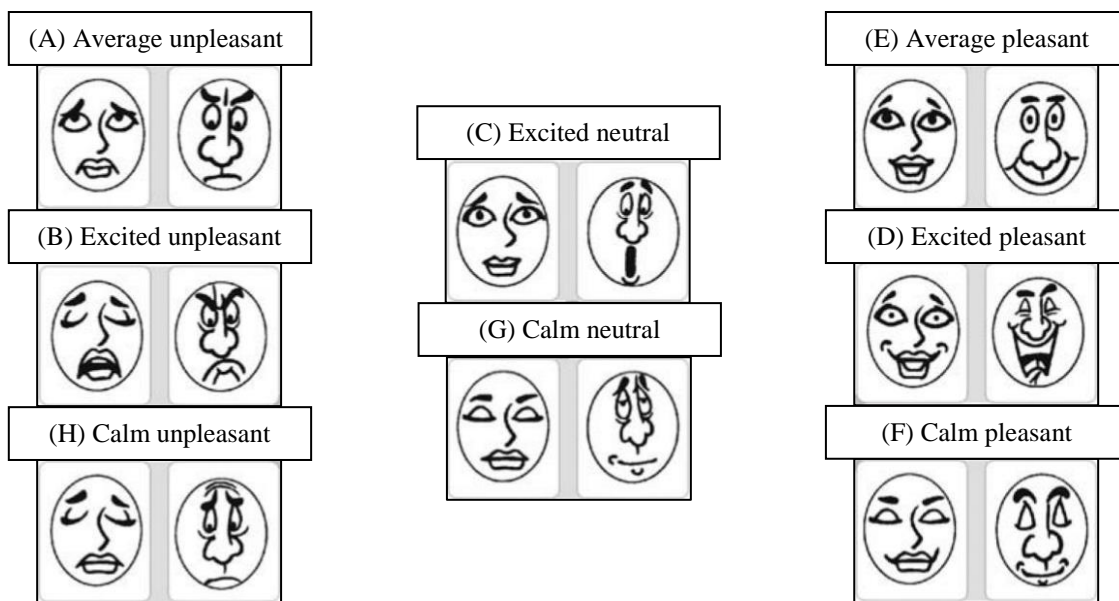 (A) Average unpleasant
(B) Excited unpleasant
(H) Calm unpleasant
(C) Excited neutral
(G) Calm neutral
(E) Average pleasant
(D) Excited pleasant
(F) Calm pleasant